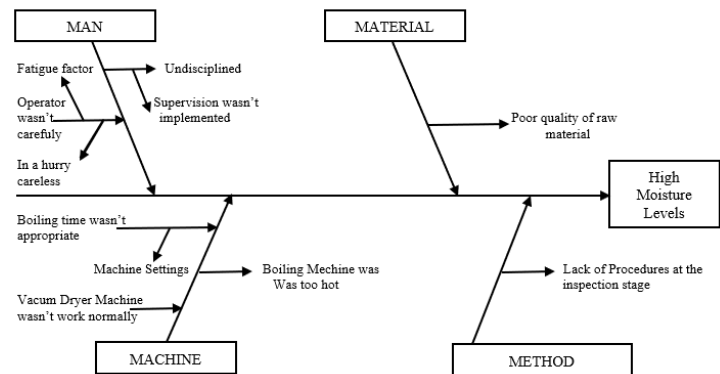 MAN
MATERIAL
Fatigue factor
Undisciplined
Operator
wasn't
carefuly
Supervision wasn't
implemented
In a hurry
careless
Poor quality of raw
material
High
Moisture
Levels
Boiling time wasn't
appropriate
Machine Settings
Boiling Mechine was
Was too hot
Vacum Dryer Machine
wasn't work normally
Lack of Procedures at the
inspection stage
MACHINE
METHOD